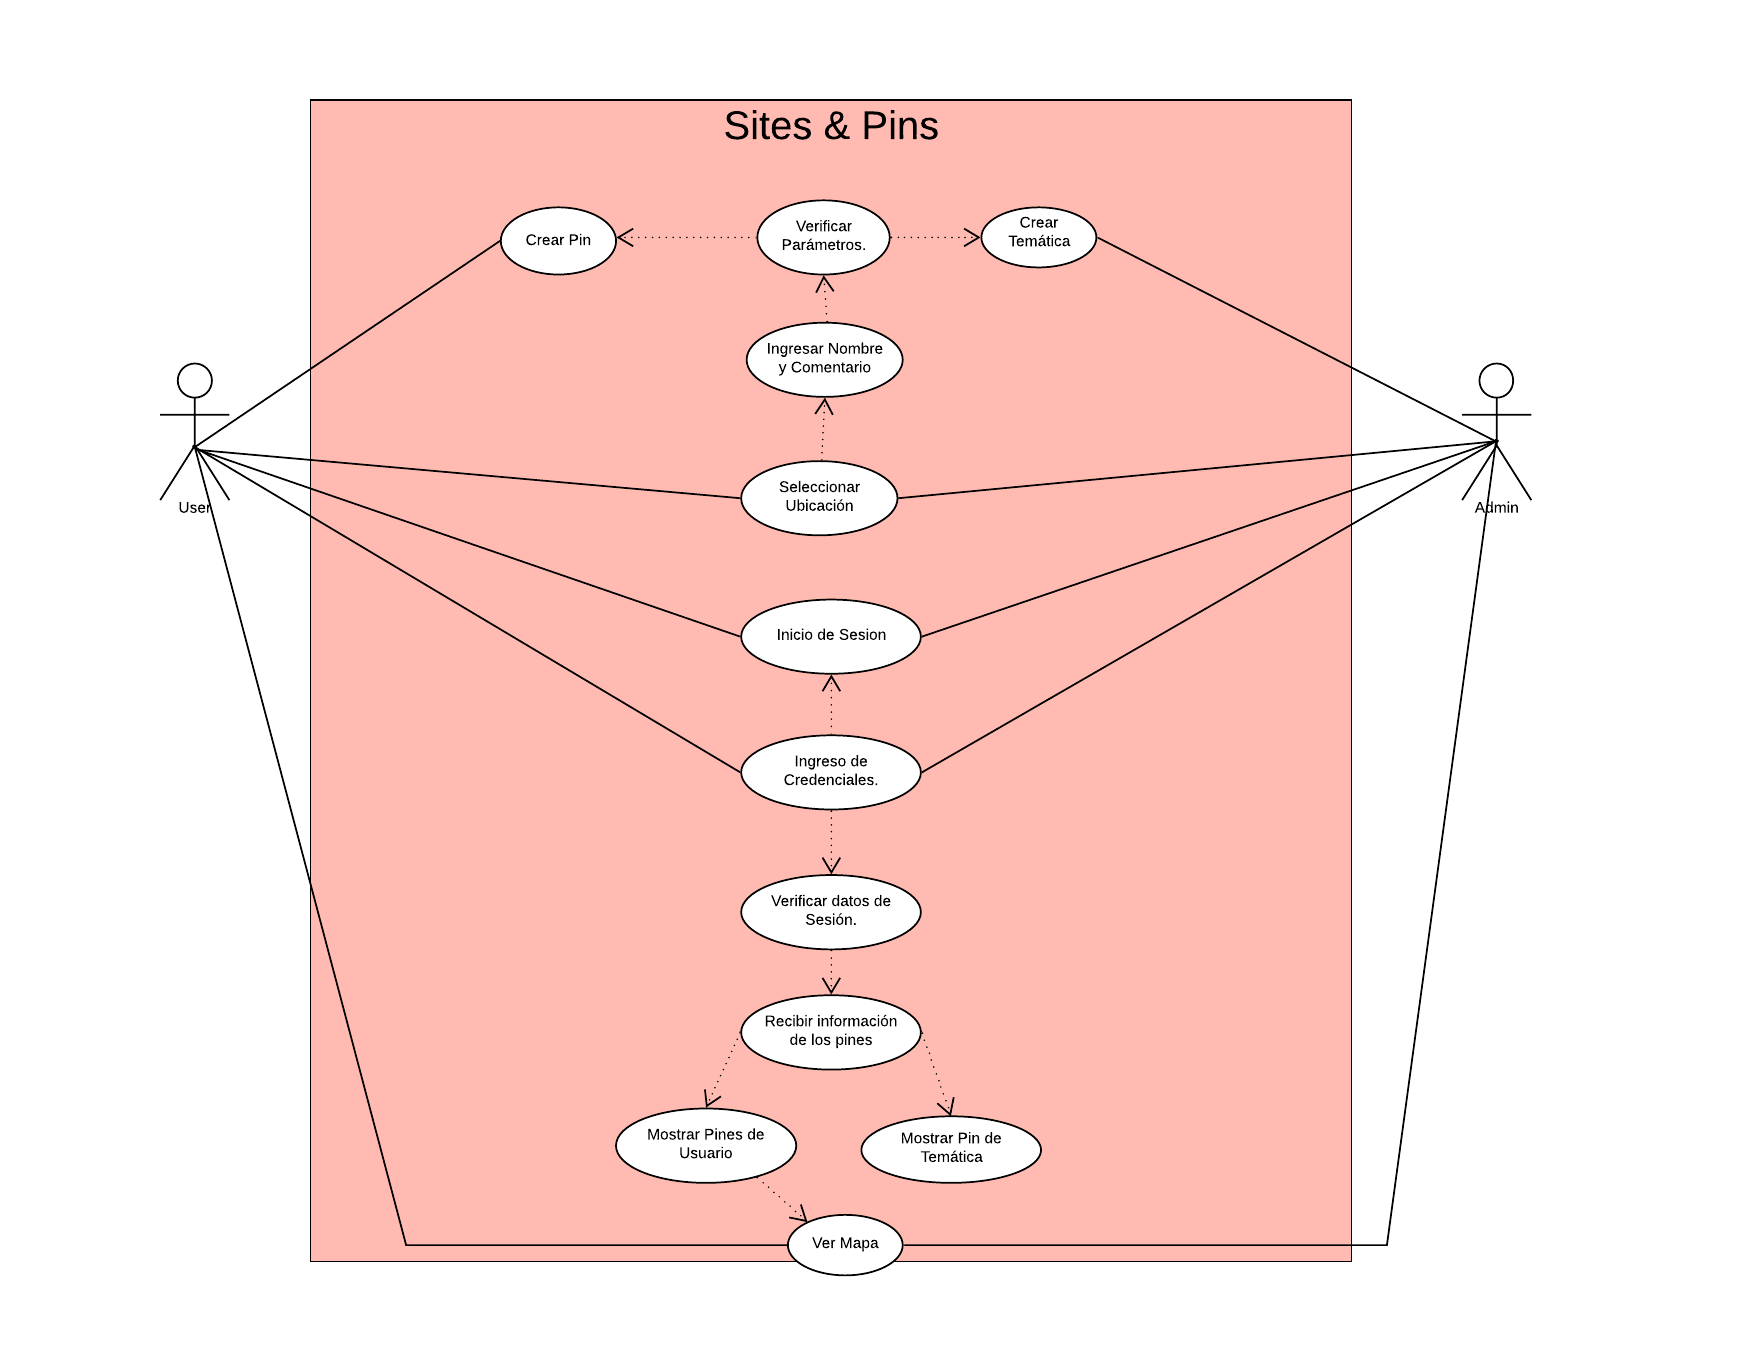 Sites & Pins
Crear Pin
Verificar
Parámetros.
Crear
Temática
Ingresar Nombre
y Comentario
User
Seleccionar
Ubicación
Admin
Inicio de Sesion
Ingreso de
Credenciales.
Verificar datos de
Sesión.
Recibir información
de los pines
Mostrar Pines de
Usuario
Mostrar Pin de
Temática
Ver Mapa